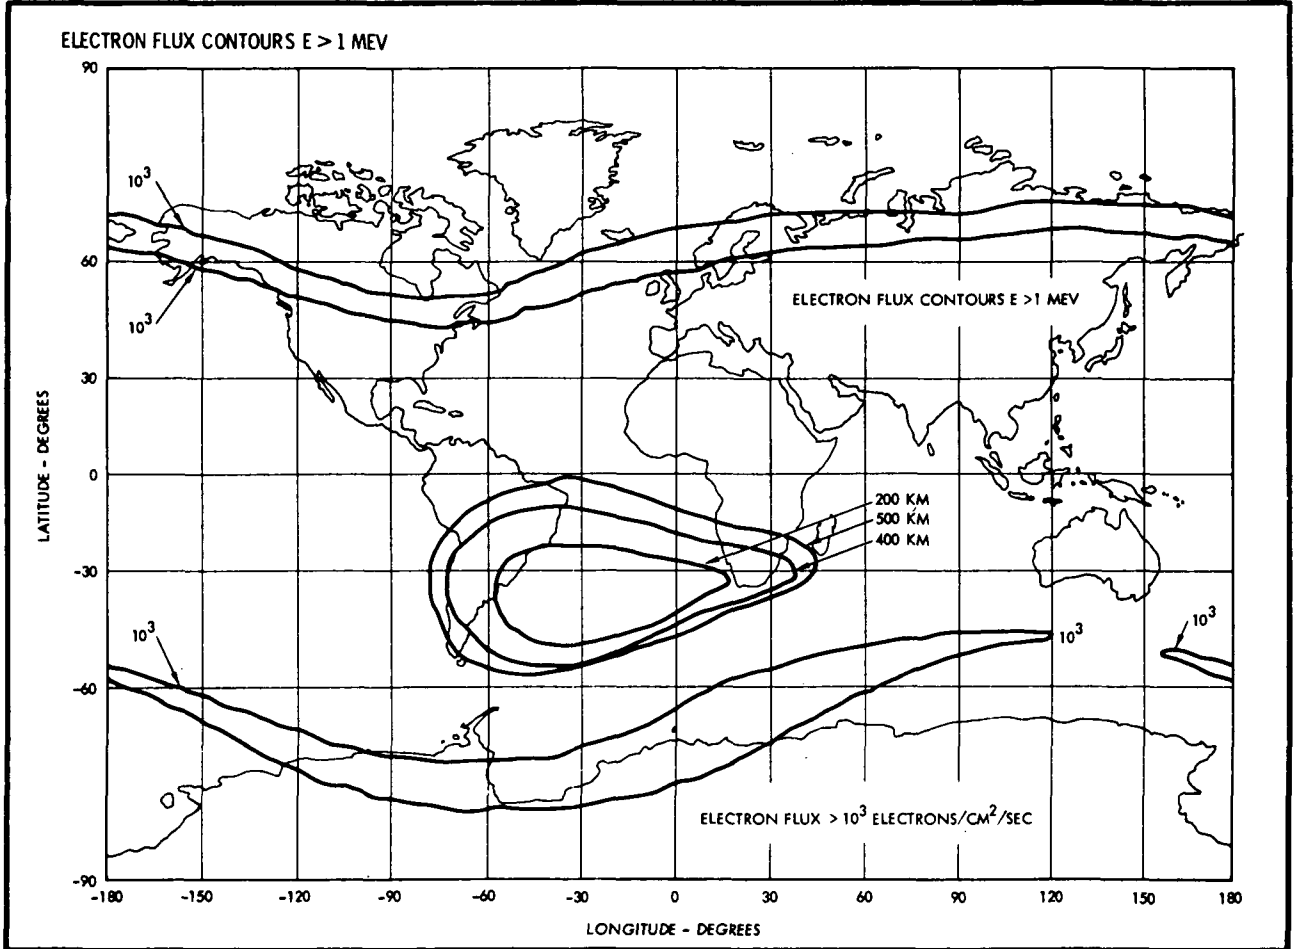 ELECTRON FLUX CONTOURS E > 1 MEV
90
10³
60
10³
ELECTRON FLUX CONTOURS E >1 MEV
30
LATITUDE - DEGREES
0
200 KM
500 KM
400 KM
-30
10³
10³
10³
-60
ELECTRON FLUX > 10³ ELECTRONS/CM²/SEC
-90
-180 -150 -120 -90 -60 -30 0 30 60 90 120 150 180
LONGITUDE - DEGREES